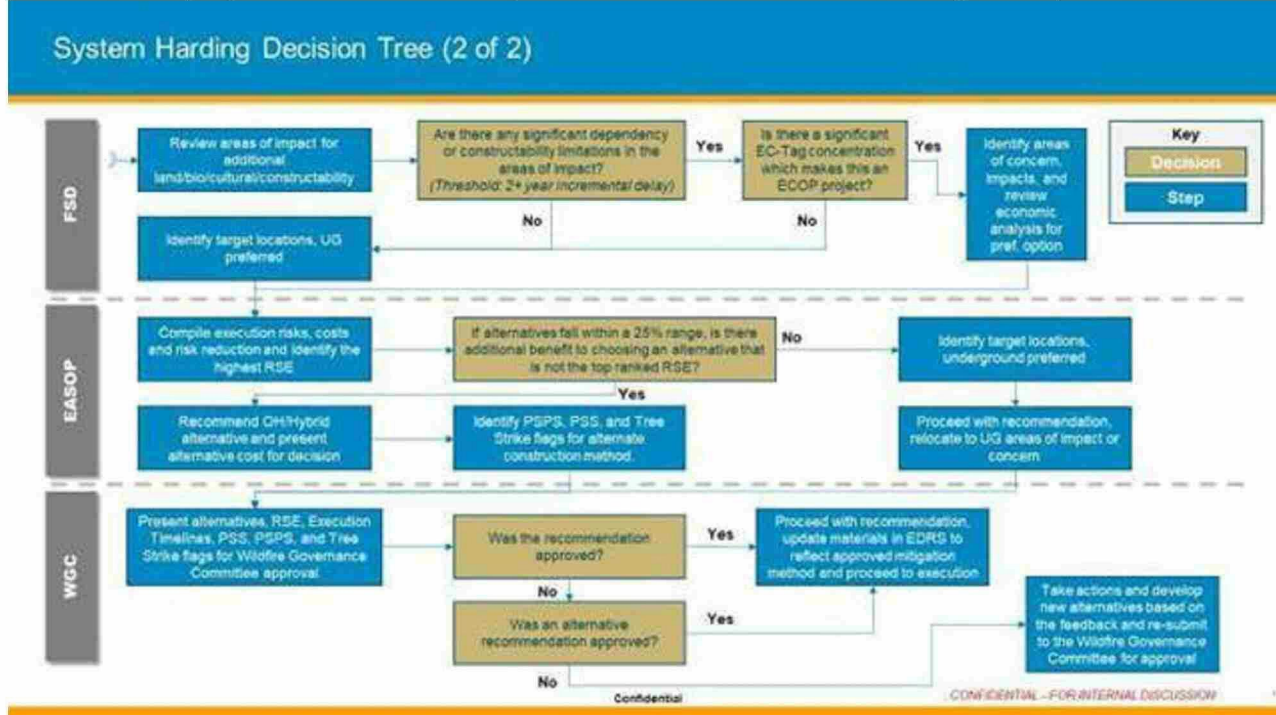 System Harding Decision Tree (2 of 2)
FSD
Review areas of impact for
additional
land/bio/cultural/constructability
Are there any significant dependency
or constructability limitations in the
areas of impact?
(Threshold: 2+ year incremental delay)
Yes
No
Is there a significant
EC-Tag concentration
which makes this an
ECOP project?
Yes
No
Identify areas
of concern,
impacts, and
review
economic
analysis for
pref. option
Key
Decision
Step
Identify target locations, UG
preferred
EASOP
Compile execution risks, costs
and risk reduction and identify the
highest RSE
If alternatives fall within a 25% range, is there
additional benefit to choosing an alternative that
is not the top ranked RSE?
No
Yes
Identify target locations,
underground preferred
Recommend OH/Hybrid
alternative and present
alternative cost for decision
Identify PSPS, PSS, and Tree
Strike flags for alternate
construction method.
Proceed with recommendation,
relocate to UG areas of impact or
concern
WGC
Present alternatives, RSE, Execution
Timelines, PSS, PSPS, and Tree
Strike flags for Wildfire Governance
Committee approval
Was the recommendation
approved?
Yes
No
Proceed with recommendation,
update materials in EDRS to
reflect approved mitigation
method and proceed to execution
Was an alternative
recommendation approved?
Yes
No
Take actions and develop
new alternatives based on
the feedback and re-submit
to the Wildfire Governance
Committee for approval
Confidential
CONFIDENTIAL – FOR INTERNAL DISCUSSION